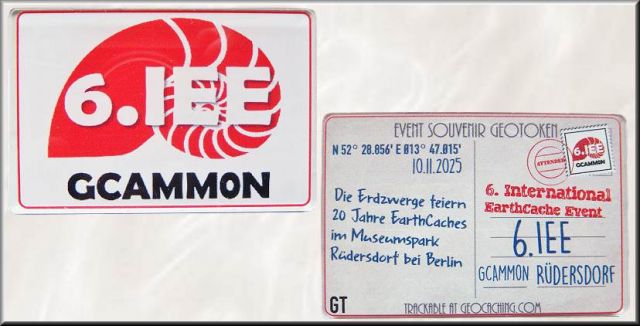 6.IEE
GCAMM0N
EVENT SOUVENIR GEOTOKEN
N 52° 28.856' E 013° 47.015'
10.11.2025
ATTENDED
6.IEE
GCAMMON
Die Erdzwerge feiern
20 Jahre EarthCaches
im Museumspark
Rüdersdorf bei Berlin
6. International
EarthCache Event
6.IEE
GCAMMON RÜDERSDORF
GT
TRACKABLE AT GEOCACHING.COM